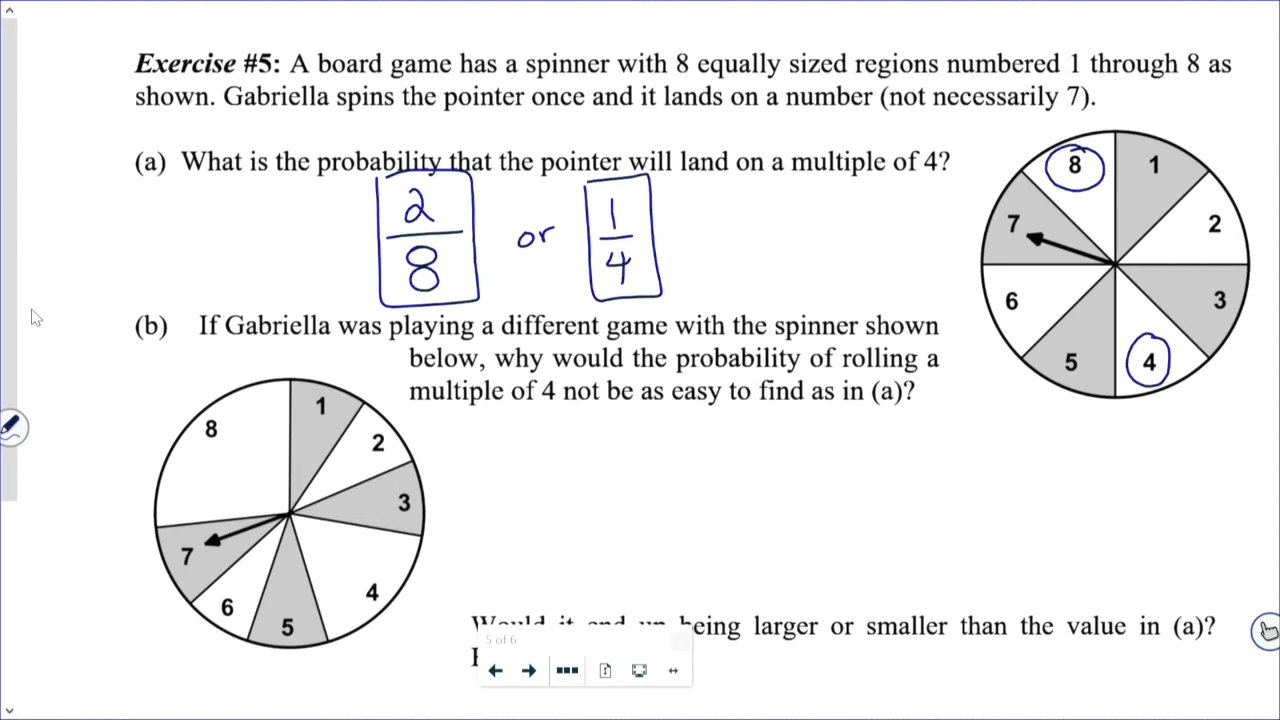 Exercise #5: A board game has a spinner with 8 equally sized regions numbered 1 through 8 as
shown. Gabriella spins the pointer once and it lands on a number (not necessarily 7).
(a) What is the probability that the pointer will land on a multiple of 4?
2
8
or
1
4
8
1
7
2
6
3
5
4
(b) If Gabriella was playing a different game with the spinner shown
below, why would the probability of rolling a
multiple of 4 not be as easy to find as in (a)?
1
8
2
3
7
4
6
5
being larger or smaller than the value in (a)?
5 of 6